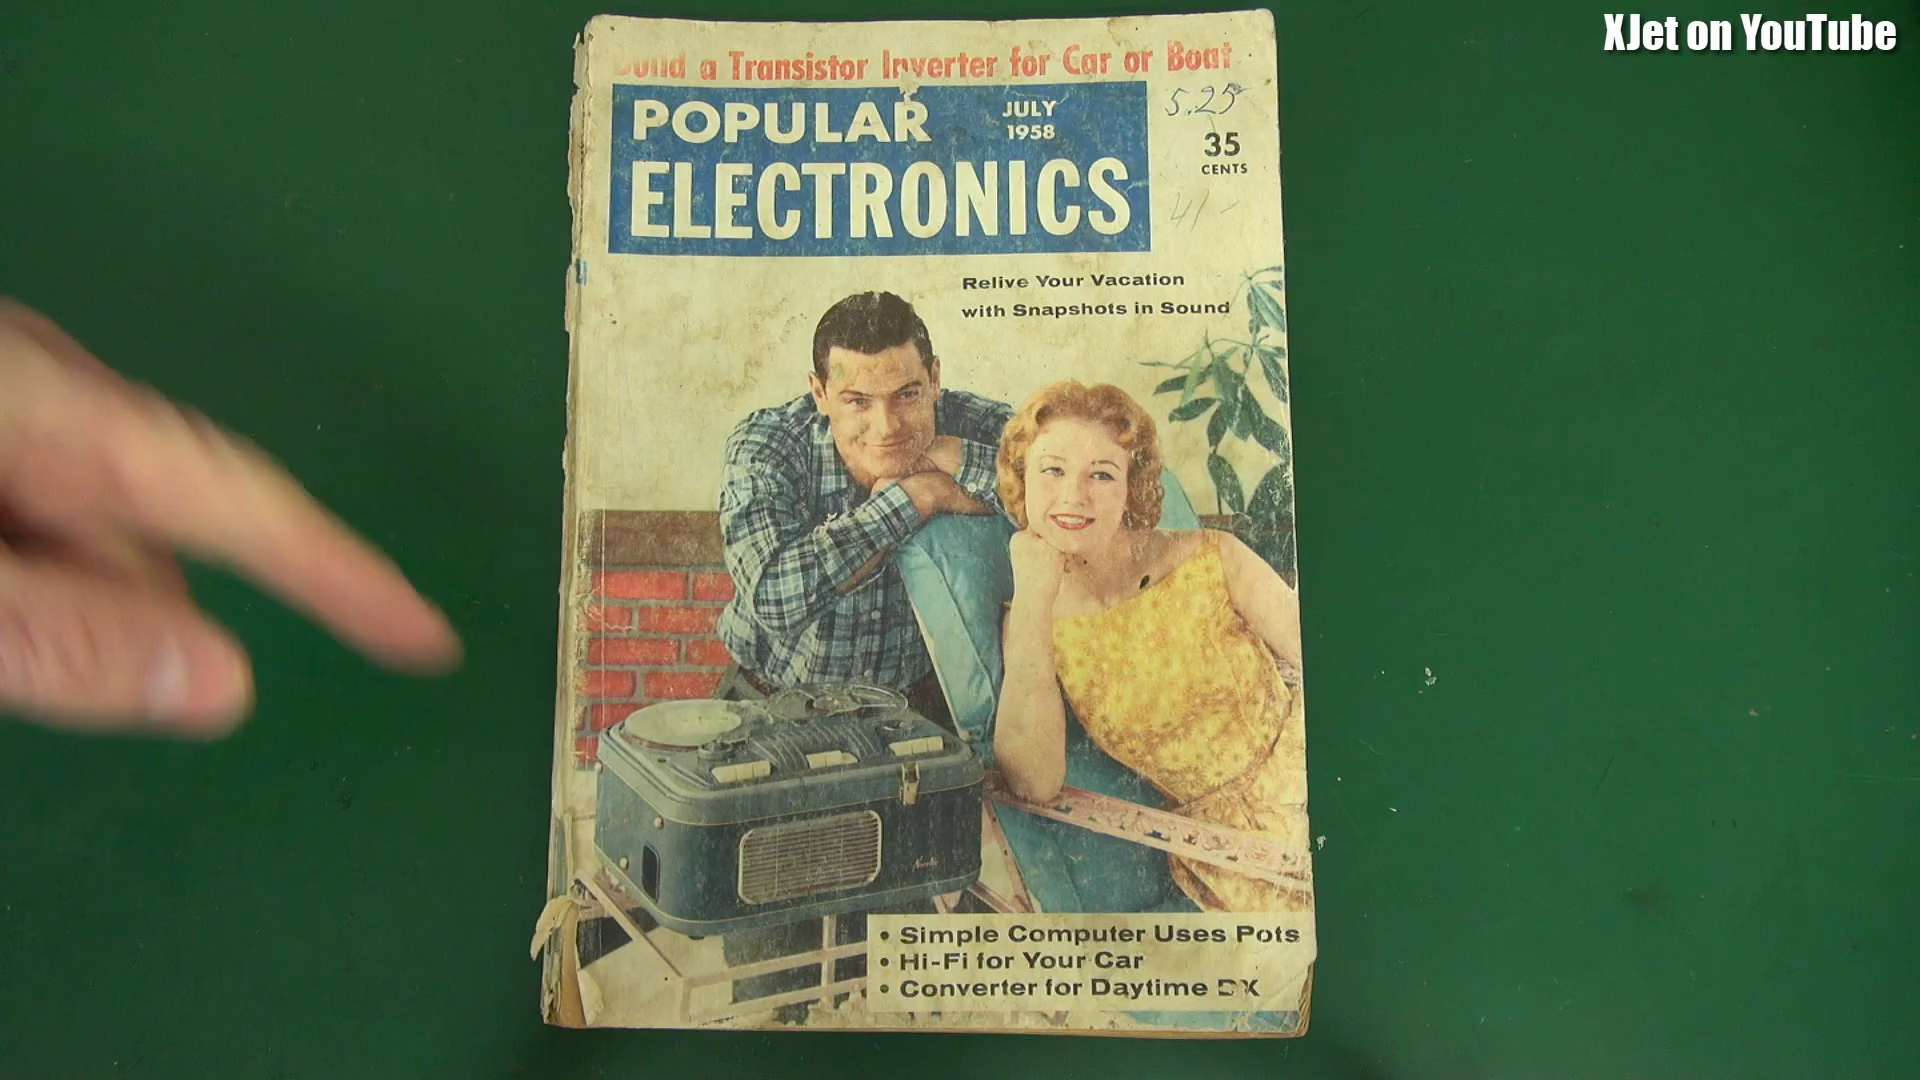 XJet on YouTube
Build a Transistor Inverter for Car or Boat
POPULAR
JULY
1958
ELECTRONICS
5.25
35
CENTS
Relive Your Vacation
with Snapshots in Sound
Norelco
• Simple Computer Uses Pots
• Hi-Fi for Your Car
• Converter for Daytime DX